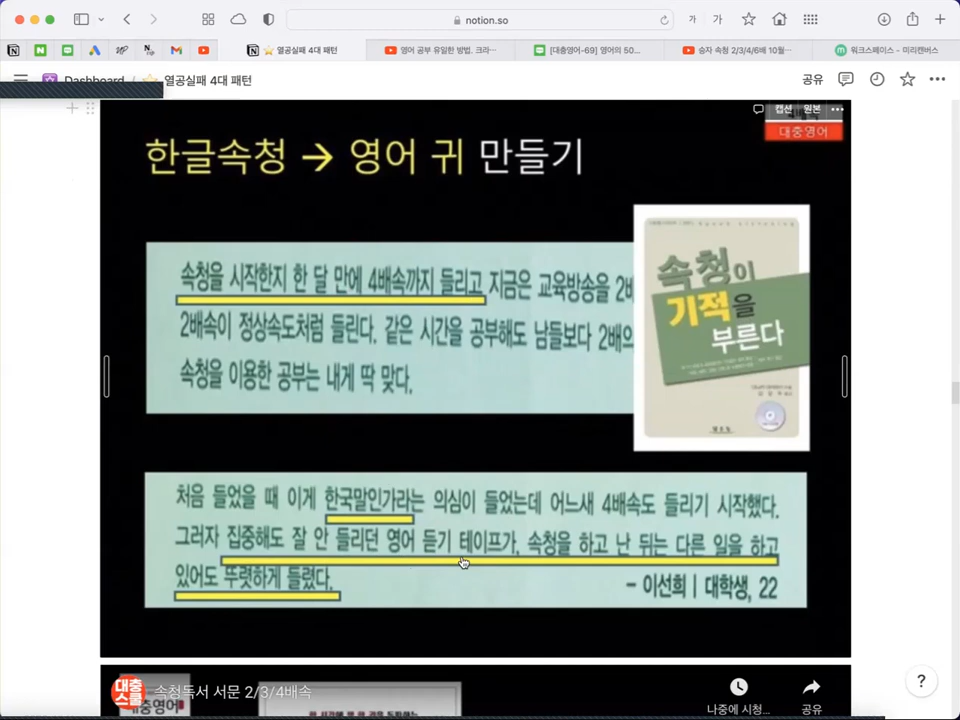 notion.so
가 가
열공실패 4대 패턴
영어 공부 유일한 방법. 크라...
[대충영어-69] 영어의 50...
승자 속청 2/3/4/6배 10월...
워크스페이스 - 미리캔버스
Dashboard / 열공실패 4대 패턴
공유
캡션 원본
대충영어
한글속청 → 영어 귀 만들기
속청을 시작한지 한 달 만에 4배속까지 들리고 지금은 교육방송을 2배
2배속이 정상속도처럼 들린다. 같은 시간을 공부해도 남들보다 2배의
속청을 이용한 공부는 내게 딱 맞다.
속청이
기적을
부른다
처음 들었을 때 이게 한국말인가라는 의심이 들었는데 어느새 4배속도 들리기 시작했다.
그러자 집중해도 잘 안 들리던 영어 듣기 테이프가, 속청을 하고 난 뒤는 다른 일을 하고
있어도 뚜렷하게 들렸다.
– 이선희 | 대학생, 22
대충
스쿨
속청독서 서문 2/3/4배속
대충영어
나중에 시청...
공유
?